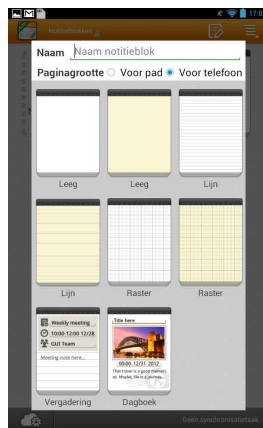 17:0
Notitieblokken
Naam Naam notitieblok
Paginagrootte Voor pad Voor telefoon
Leeg Leeg Lijn
Lijn Raster Raster
Weekly meeting
10:00-12:00 12/28
GUI Team
Meeting note here...
Title here
00:00 12/31 2012
Vergadering Dagboek
Geen synchronisatietaak